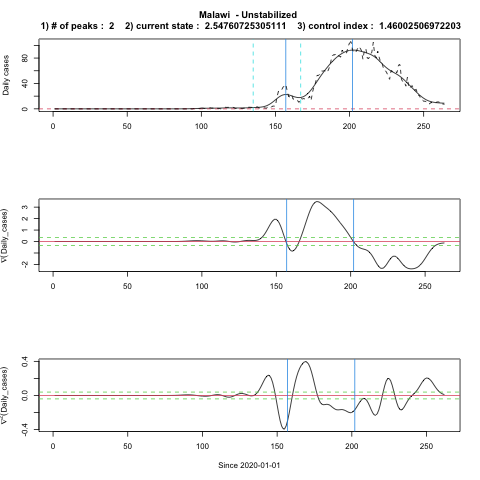 Malawi - Unstabilized
1) # of peaks : 2 2) current state : 2.54760725305111 3) control index : 1.46002506972203
Daily cases
80
40
0
0 50 100 150 200 250
∇(Daily_cases)
3
2
1
0
-2
0 50 100 150 200 250
∇²(Daily_cases)
0.4
0.0
-0.4
0 50 100 150 200 250
Since 2020-01-01